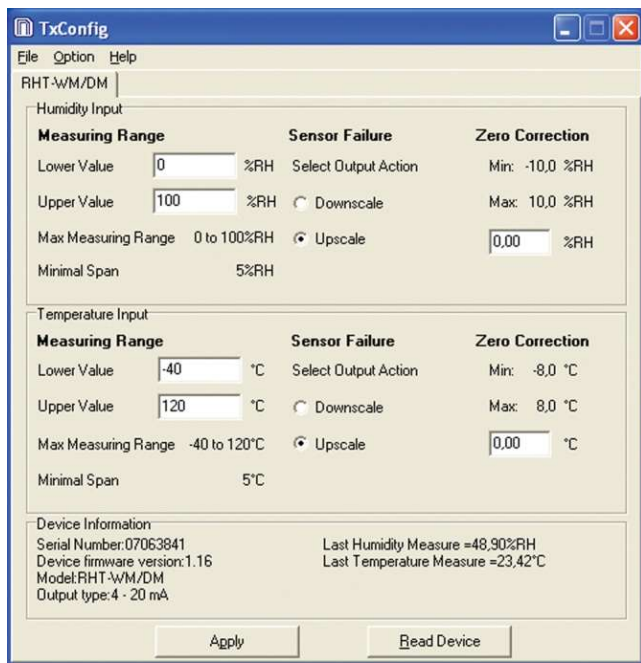 TxConfig
File Option Help
RHT-WM/DM
Humidity Input
Measuring Range Sensor Failure Zero Correction
Lower Value 0 %RH Select Output Action Min: -10,0 %RH
Upper Value 100 %RH Downscale Max: 10,0 %RH
Max Measuring Range 0 to 100%RH Upscale 0,00 %RH
Minimal Span 5%RH
Temperature Input
Measuring Range Sensor Failure Zero Correction
Lower Value -40 °C Select Output Action Min: -8,0 °C
Upper Value 120 °C Downscale Max: 8,0 °C
Max Measuring Range -40 to 120°C Upscale 0,00 °C
Minimal Span 5°C
Device Information
Serial Number:07063841 Last Humidity Measure =48,90%RH
Device firmware version:1.16 Last Temperature Measure =23,42°C
Model:RHT-WM/DM
Output type:4 - 20 mA
Apply Read Device